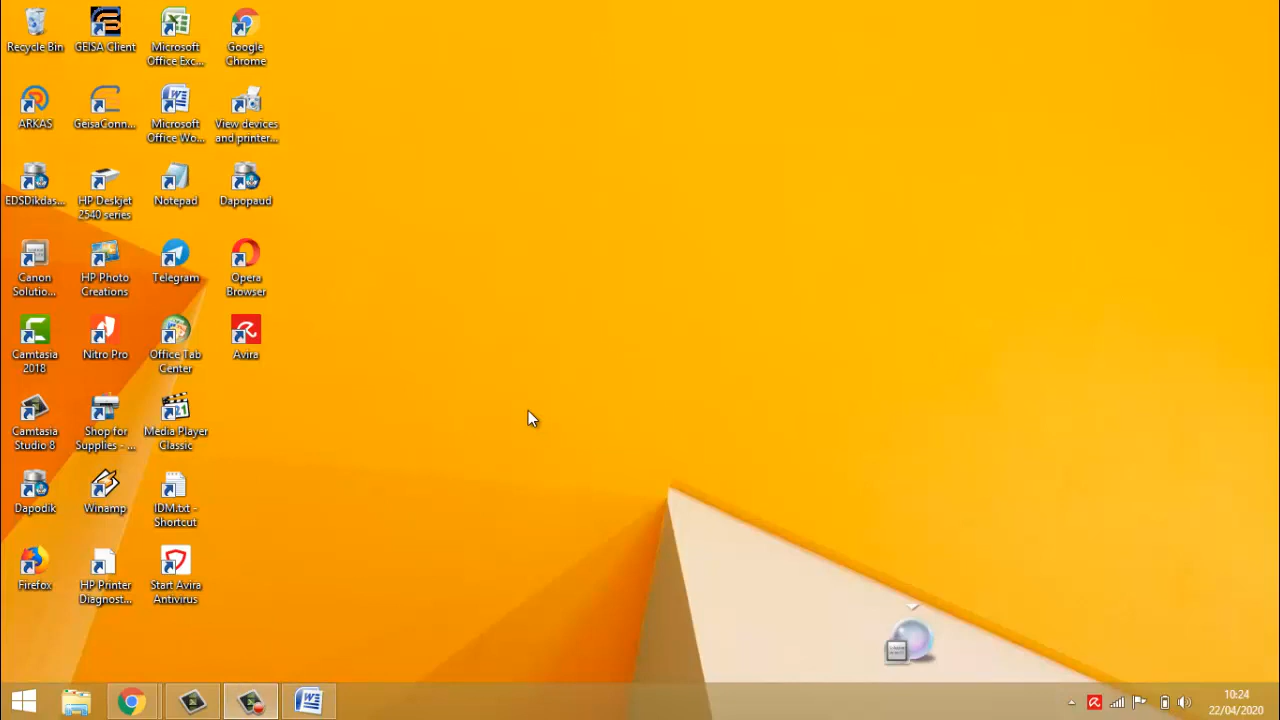 Recycle Bin
GEISA Client
Microsoft
Office Exc...
Google
Chrome
ARKAS
GeisaConn...
Microsoft
Office Wo...
View devices
and printer...
EDSDikdas...
HP Deskjet
2540 series
Notepad
Dapopaud
Canon
Solutio...
HP Photo
Creations
Telegram
Opera
Browser
Camtasia
2018
Nitro Pro
Office Tab
Center
Avira
Camtasia
Studio 8
Shop for
Supplies - ...
Media Player
Classic
Dapodik
Winamp
IDM.txt -
Shortcut
Firefox
HP Printer
Diagnost...
Start Avira
Antivirus
10:24
22/04/2020